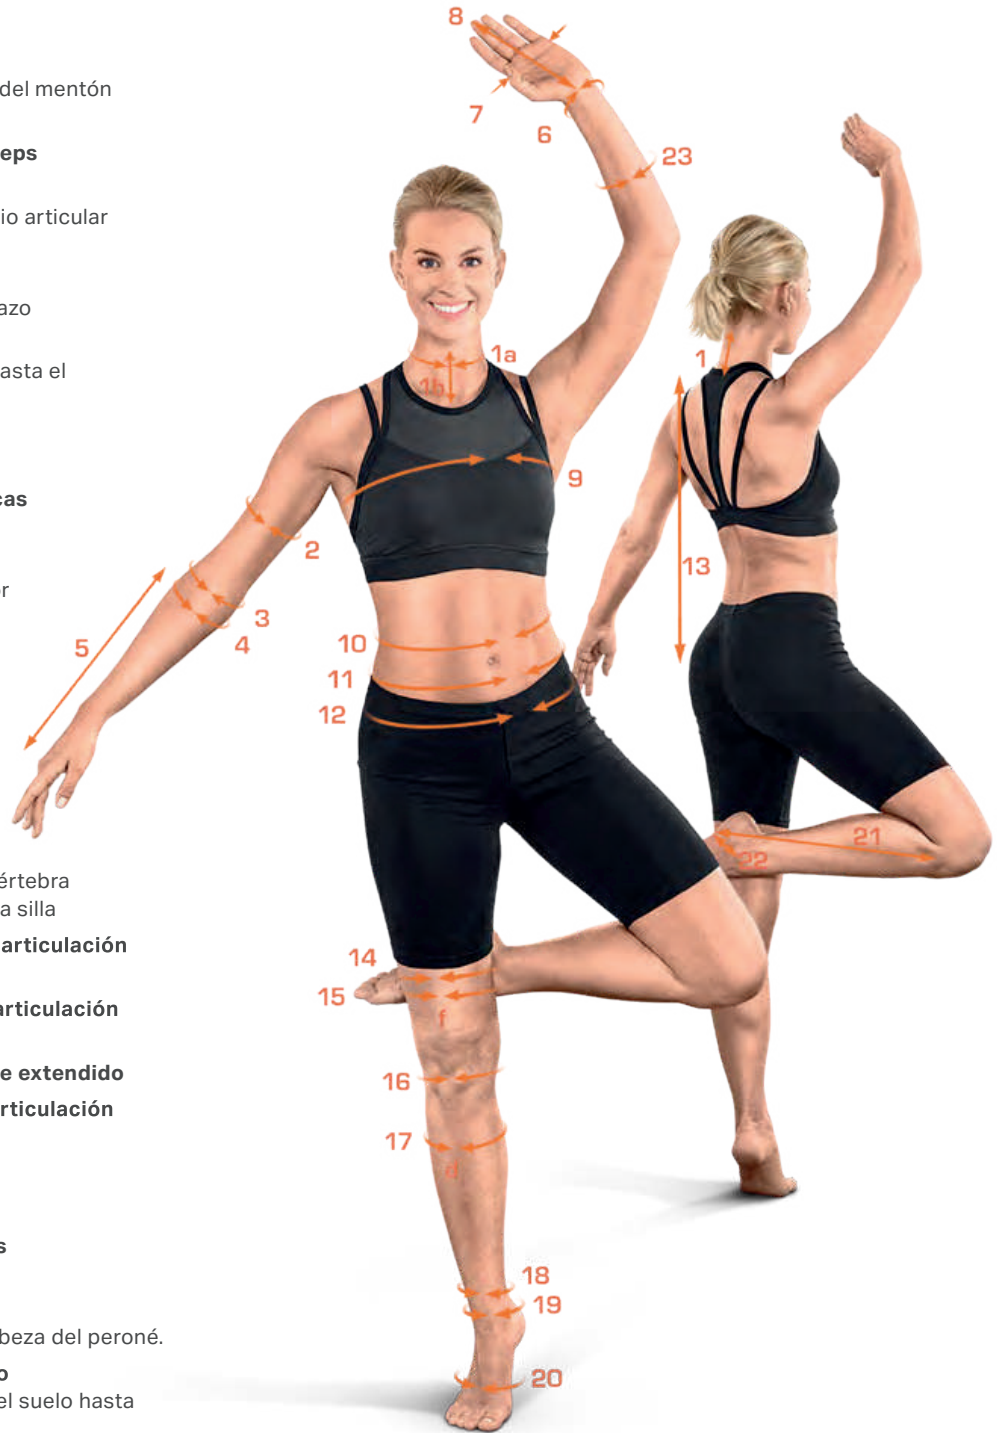 del mentón
eps
io articular
azo
asta el
cas
or
értebra
a silla
articulación
articulación
e extendido
rticulación
s
beza del peroné.
o
el suelo hasta
8
7
6
23
1a
1b
1
9
2
13
3
4
5
10
11
12
21
22
14
15
f
16
17
d
18
19
20